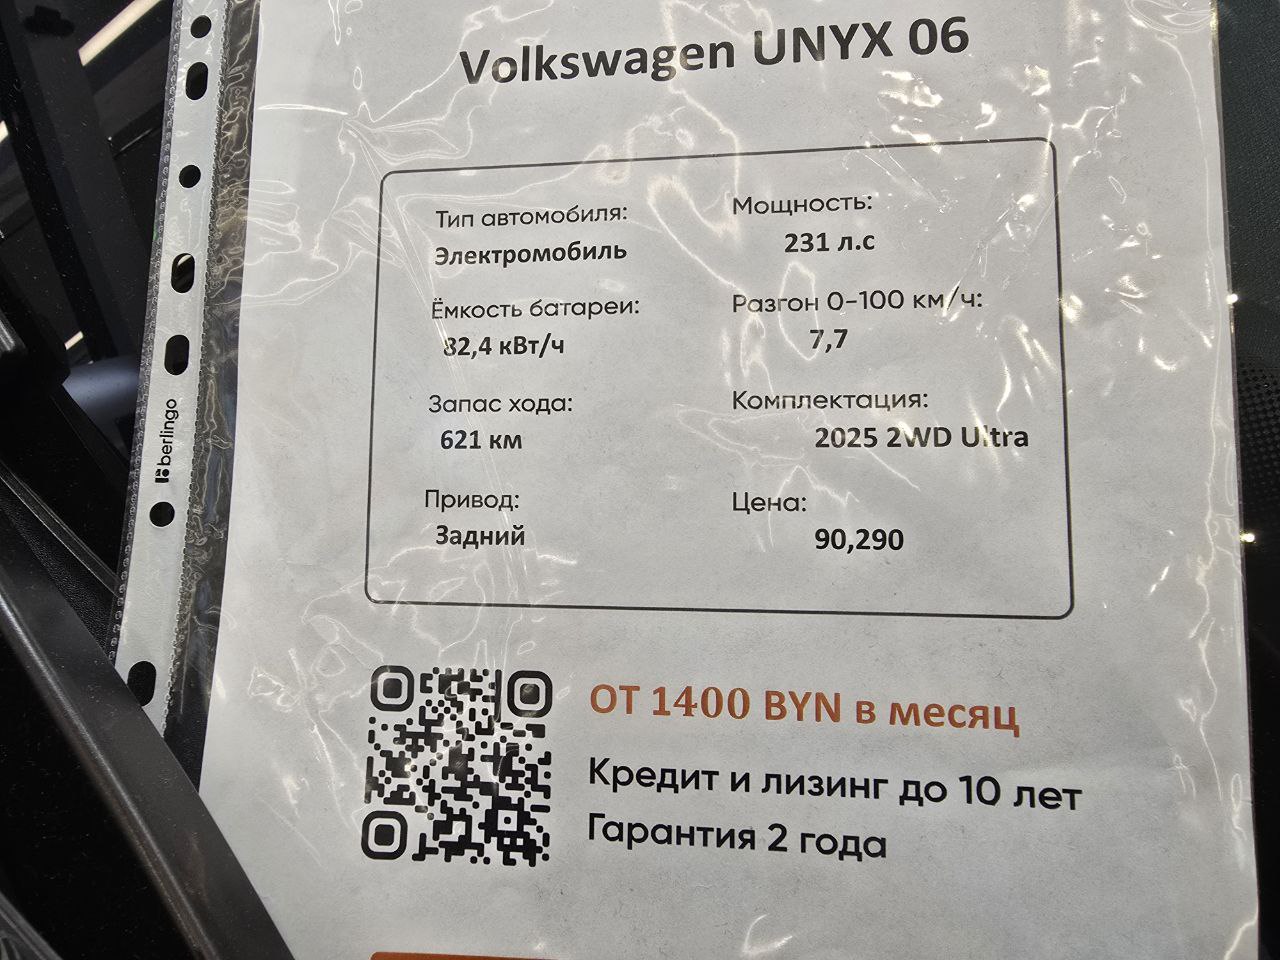 Volkswagen UNYX 06
Тип автомобиля:
Электромобиль
Мощность:
231 л.с
Ёмкость батареи:
82,4 кВт/ч
Разгон 0-100 км/ч:
7,7
Запас хода:
621 км
Комплектация:
2025 2WD Ultra
Привод:
Задний
Цена:
90,290
ОТ 1400 BYN в месяц
Кредит и лизинг до 10 лет
Гарантия 2 года
berlingo